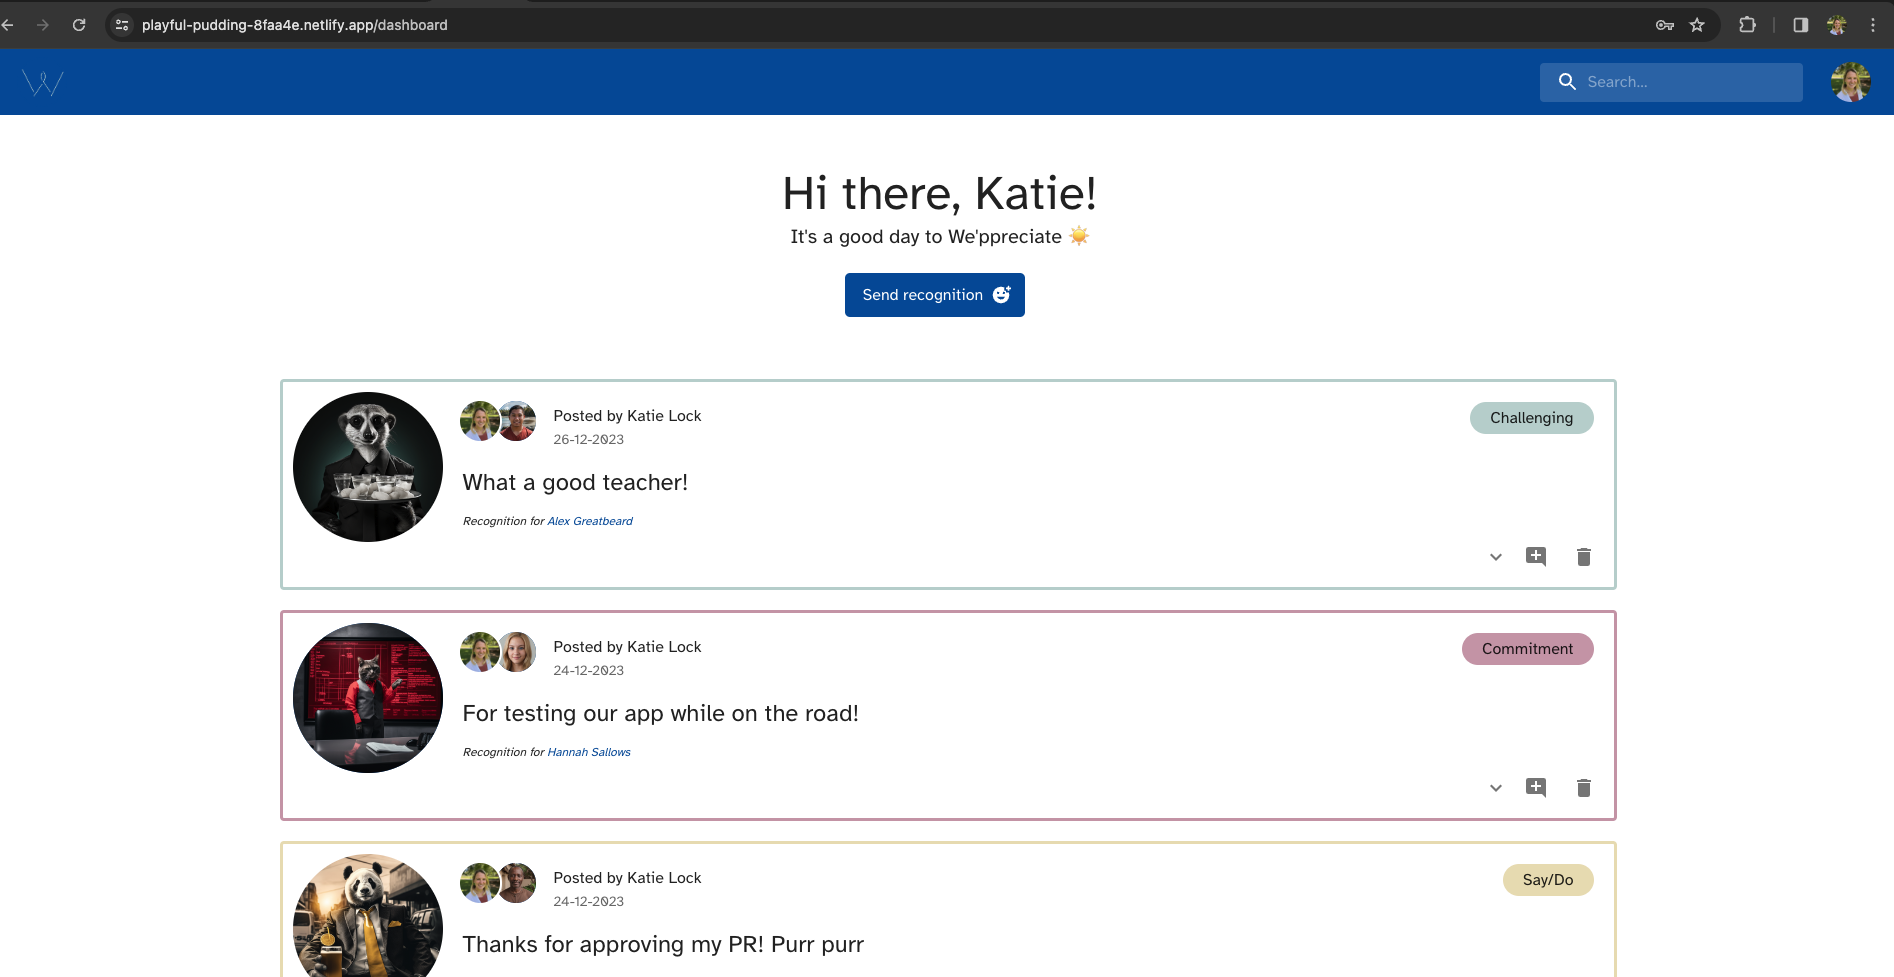 playful-pudding-8faa4e.netlify.app/dashboard
W
Search...
Hi there, Katie!
It's a good day to We'ppreciate ☀️
Send recognition
Posted by Katie Lock
26-12-2023
Challenging
What a good teacher!
Recognition for Alex Greatbeard
Posted by Katie Lock
24-12-2023
Commitment
For testing our app while on the road!
Recognition for Hannah Sallows
Posted by Katie Lock
24-12-2023
Say/Do
Thanks for approving my PR! Purr purr